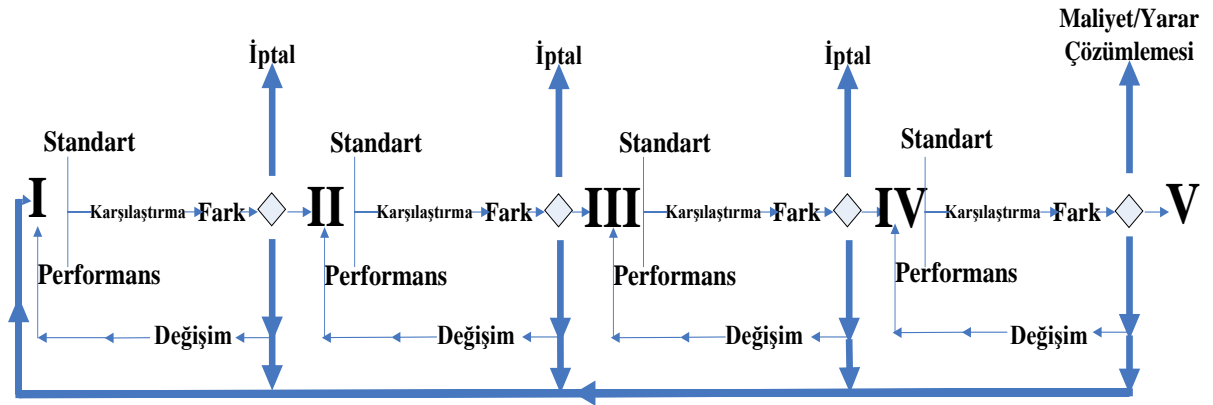 Maliyet/Yarar
Çözümlemesi
İptal İptal İptal
Standart Standart Standart Standart
I Karşılaştırma Fark II Karşılaştırma Fark III Karşılaştırma Fark IV Karşılaştırma Fark V
Performans Performans Performans Performans
Değişim Değişim Değişim Değişim